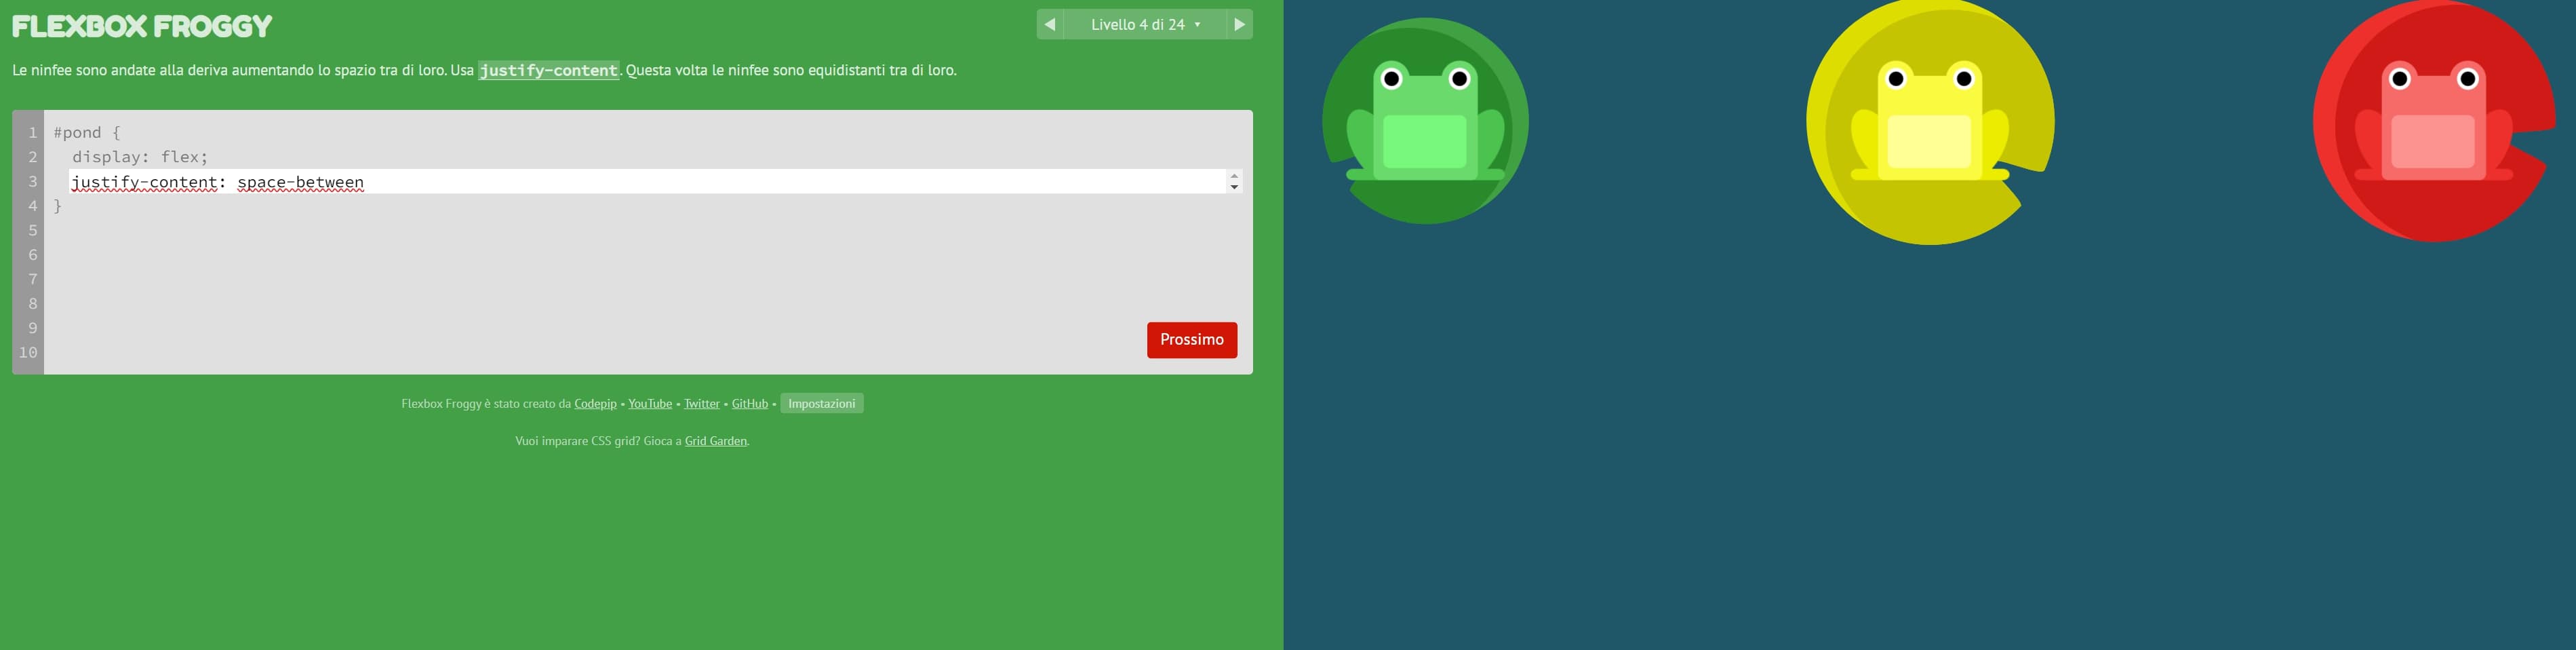 FLEXBOX FROGGY
Livello 4 di 24
Le ninfee sono andate alla deriva aumentando lo spazio tra di loro. Usa justify-content. Questa volta le ninfee sono equidistanti tra di loro.
1 #pond {
2 display: flex;
3 justify-content: space-between
4 }
5
6
7
8
9
10
Prossimo
Flexbox Froggy è stato creato da Codepip • YouTube • Twitter • GitHub • Impostazioni
Vuoi imparare CSS grid? Gioca a Grid Garden.